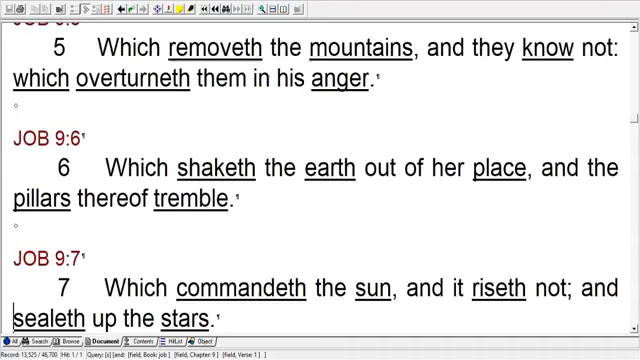 5 Which removeth the mountains, and they know not:
which overturneth them in his anger.
JOB 9:6
6 Which shaketh the earth out of her place, and the
pillars thereof tremble.
JOB 9:7
7 Which commandeth the sun, and it riseth not; and
sealeth up the stars.
All Search Browse Document Contents HitList Object
Record: 13,525 / 46,700 Hit: 1 / 1 Query: [s] (and: [field, Book: job] [field, Chapter: 9] [field, Verse: 1]